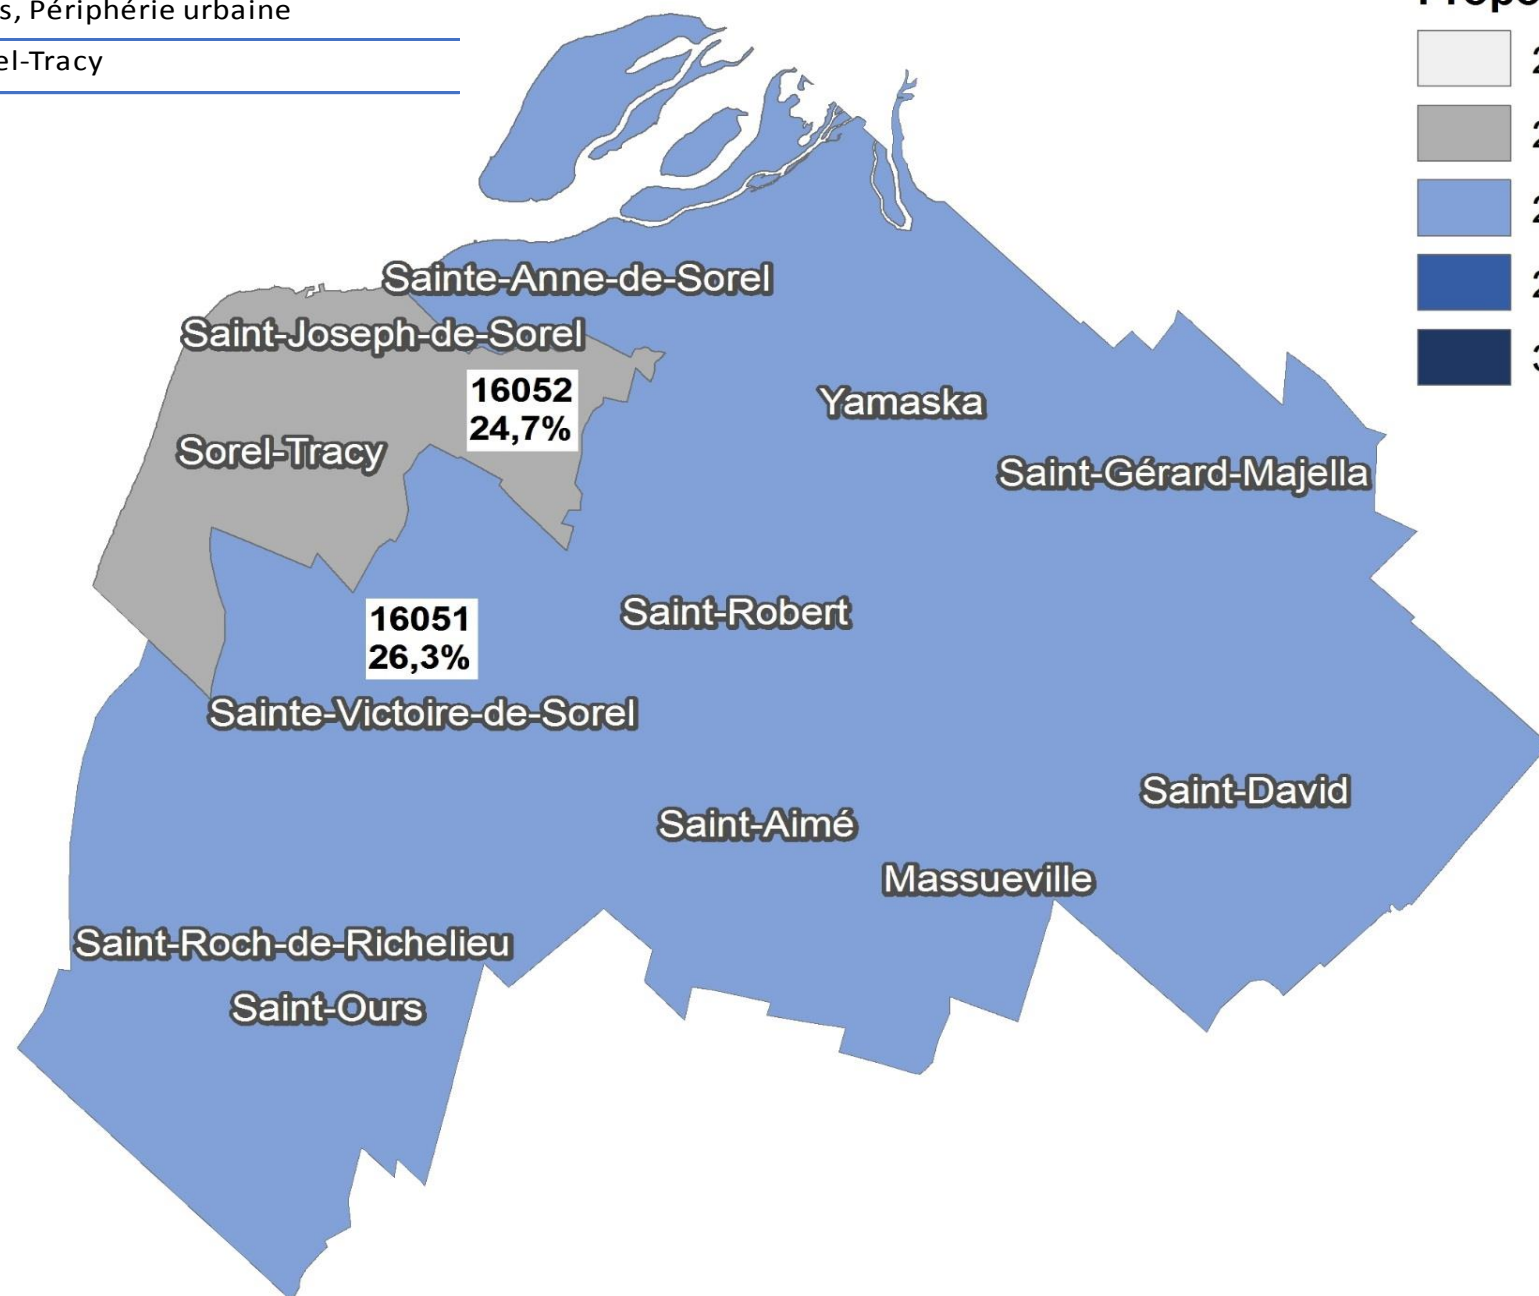 s, Périphérie urbaine
el-Tracy
Sainte-Anne-de-Sorel
Saint-Joseph-de-Sorel
16052
24,7%
Yamaska
Sorel-Tracy
Saint-Gérard-Majella
16051
26,3%
Saint-Robert
Sainte-Victoire-de-Sorel
Saint-David
Saint-Aimé
Massueville
Saint-Roch-de-Richelieu
Saint-Ours